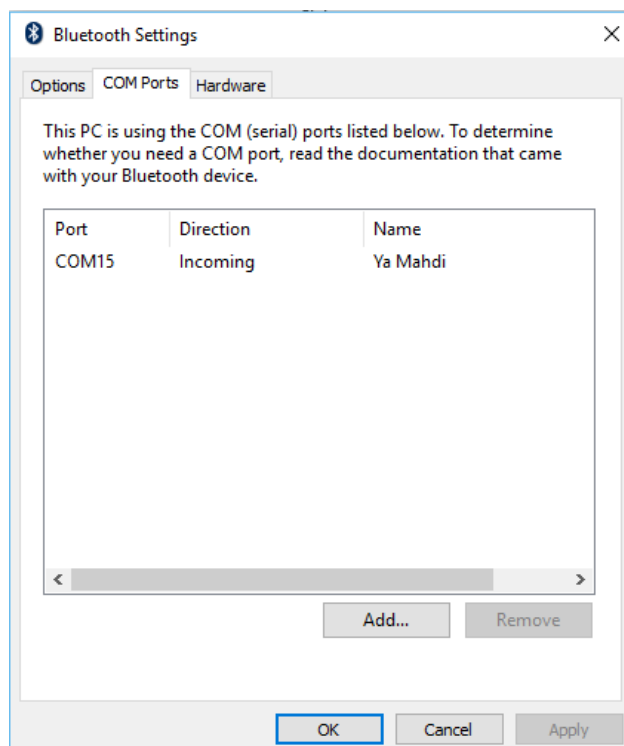 Bluetooth Settings
Options COM Ports Hardware
This PC is using the COM (serial) ports listed below. To determine
whether you need a COM port, read the documentation that came
with your Bluetooth device.
Port Direction Name
COM15 Incoming Ya Mahdi
Add... Remove
OK Cancel Apply